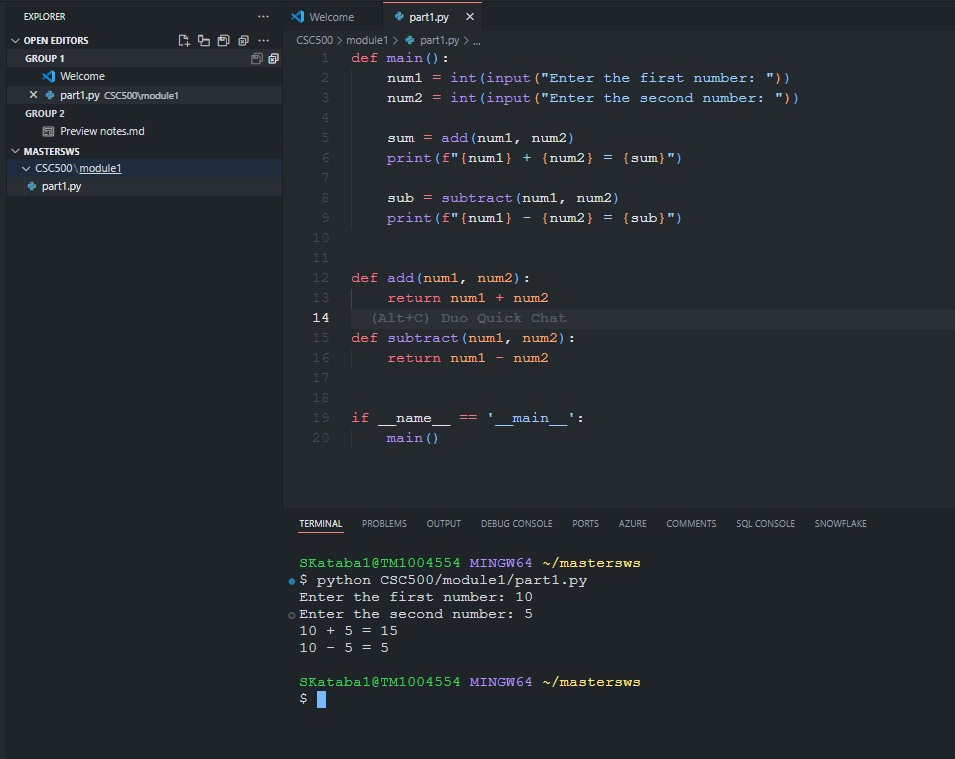 EXPLORER
OPEN EDITORS
GROUP 1
Welcome
part1.py CSC500\module1
GROUP 2
Preview notes.md
MASTERSWS
CSC500\module1
part1.py
Welcome
part1.py
CSC500 > module1 > part1.py > ...
1 def main():
2     num1 = int(input("Enter the first number: "))
3     num2 = int(input("Enter the second number: "))
4
5     sum = add(num1, num2)
6     print(f"{num1} + {num2} = {sum}")
7
8     sub = subtract(num1, num2)
9     print(f"{num1} - {num2} = {sub}")
10
11
12 def add(num1, num2):
13     return num1 + num2
14   (Alt+C) Duo Quick Chat
15 def subtract(num1, num2):
16     return num1 - num2
17
18
19 if __name__ == '__main__':
20     main()
TERMINAL PROBLEMS OUTPUT DEBUG CONSOLE PORTS AZURE COMMENTS SQL CONSOLE SNOWFLAKE
SKataba1@TM1004554 MINGW64 ~/mastersws
$ python CSC500/module1/part1.py
Enter the first number: 10
Enter the second number: 5
10 + 5 = 15
10 - 5 = 5
SKataba1@TM1004554 MINGW64 ~/mastersws
$